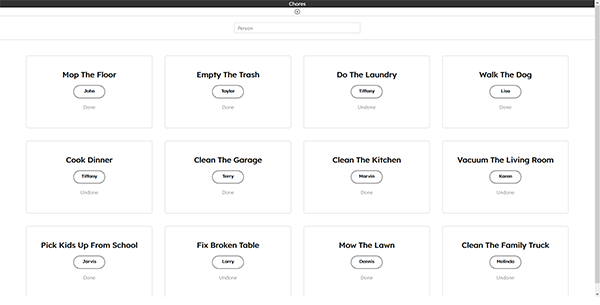 Chores
Person
Mop The Floor
John
Done
Empty The Trash
Taylor
Done
Do The Laundry
Tiffany
Undone
Walk The Dog
Lisa
Done
Cook Dinner
Tiffany
Undone
Clean The Garage
Terry
Done
Clean The Kitchen
Marvin
Done
Vacuum The Living Room
Karen
Undone
Pick Kids Up From School
Jarvis
Done
Fix Broken Table
Larry
Undone
Mow The Lawn
Dennis
Done
Clean The Family Truck
Melinda
Undone